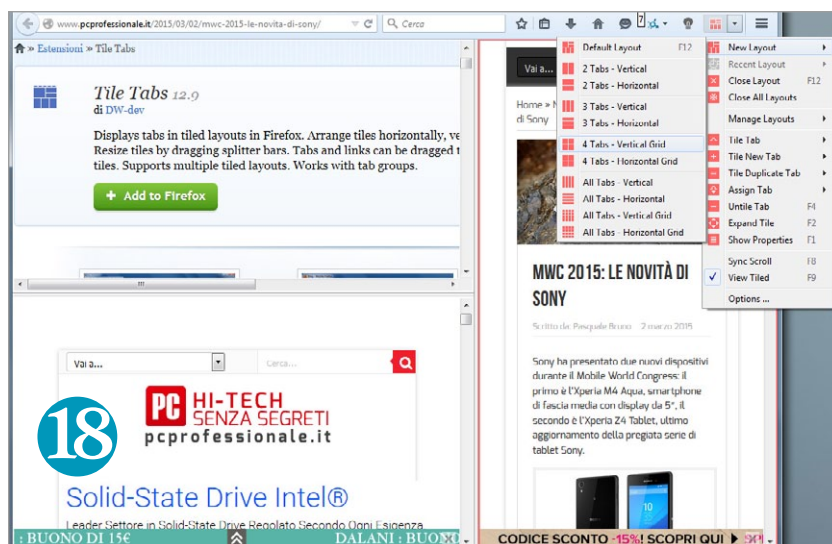 www.pcprofessionale.it/2015/03/02/mwc-2015-le-novita-di-sony/
Cerca
7
» Estensioni » Tile Tabs
Tile Tabs 12.9
di DW-dev
Displays tabs in tiled layouts in Firefox. Arrange tiles horizontally, ve
Resize tiles by dragging splitter bars. Tabs and links can be dragged t
tiles. Supports multiple tiled layouts. Works with tab groups.
+ Add to Firefox
Vai a...
Cerca...
PC HI-TECH
SENZA SEGRETI
pcprofessionale.it
18
Solid-State Drive Intel®
Leader Settore in Solid-State Drive Regolato Secondo Ogni Esigenza
: BUONO DI 15€
DALANI : BUONO
Vai a...
Home »
di Sony
MWC 2015: LE NOVITÀ DI
SONY
Scritto da: Pasquale Bruno 2 marzo 2015
Sony ha presentato due nuovi dispositivi
durante il Mobile World Congress: il
primo è l'Xperia M4 Aqua, smartphone
di fascia media con display da 5", il
secondo è l'Xperia Z4 Tablet, ultimo
aggiornamento della pregiata serie di
tablet Sony.
CODICE SCONTO -15%! SCOPRI QUI
Default Layout F12
2 Tabs - Vertical
2 Tabs - Horizontal
3 Tabs - Vertical
3 Tabs - Horizontal
4 Tabs - Vertical Grid
4 Tabs - Horizontal Grid
All Tabs - Vertical
All Tabs - Horizontal
All Tabs - Vertical Grid
All Tabs - Horizontal Grid
New Layout
Recent Layout
Close Layout F12
Close All Layouts
Manage Layouts
Tile Tab
Tile New Tab
Tile Duplicate Tab
Assign Tab
Untile Tab F4
Expand Tile F2
Show Properties F1
Sync Scroll F8
View Tiled F9
Options ...